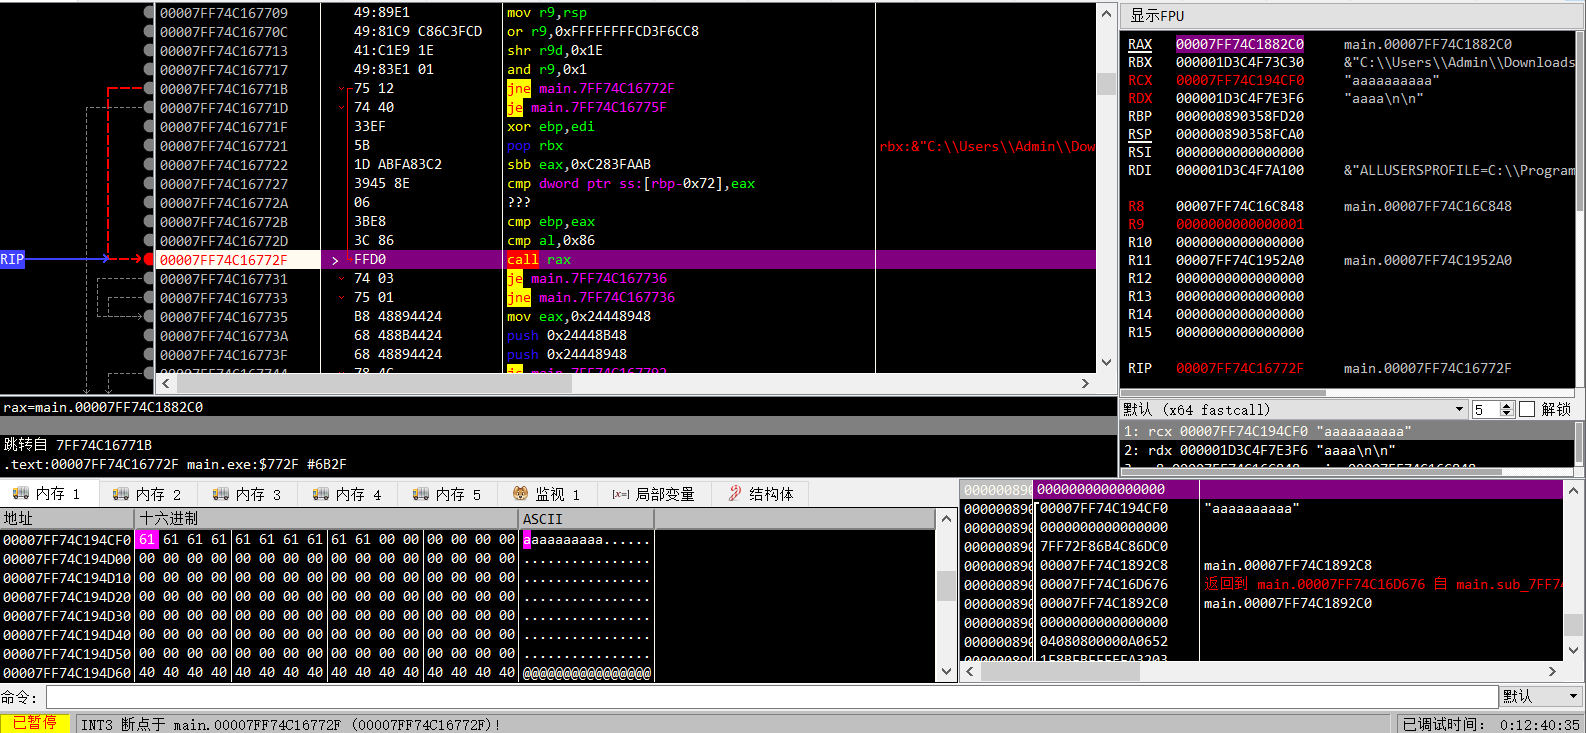 00007FF74C167709 49:89E1 mov r9,rsp
00007FF74C16770C 49:81C9 C86C3FCD or r9,0xFFFFFFFFCD3F6CC8
00007FF74C167713 41:C1E9 1E shr r9d,0x1E
00007FF74C167717 49:83E1 01 and r9,0x1
00007FF74C16771B 75 12 jne main.7FF74C16772F
00007FF74C16771D 74 40 je main.7FF74C16775F
00007FF74C16771F 33EF xor ebp,edi
00007FF74C167721 5B pop rbx rbx:&"C:\\Users\\Admin\\Dow
00007FF74C167722 1D ABFA83C2 sbb eax,0xC283FAAB
00007FF74C167727 3945 8E cmp dword ptr ss:[rbp-0x72],eax
00007FF74C16772A 06 ???
00007FF74C16772B 3BE8 cmp ebp,eax
00007FF74C16772D 3C 86 cmp al,0x86
RIP 00007FF74C16772F FFD0 call rax
00007FF74C167731 74 03 je main.7FF74C167736
00007FF74C167733 75 01 jne main.7FF74C167736
00007FF74C167735 B8 48894424 mov eax,0x24448948
00007FF74C16773A 68 488B4424 push 0x24448B48
00007FF74C16773F 68 48894424 push 0x24448948
显示FPU
RAX 00007FF74C1882C0 main.00007FF74C1882C0
RBX 000001D3C4F73C30 &"C:\\Users\\Admin\\Downloads
RCX 00007FF74C194CF0 "aaaaaaaaaa"
RDX 000001D3C4F7E3F6 "aaaa\n\n"
RBP 000000890358FD20
RSP 000000890358FCA0
RSI 0000000000000000
RDI 000001D3C4F7A100 &"ALLUSERSPROFILE=C:\\Program
R8 00007FF74C16C848 main.00007FF74C16C848
R9 0000000000000001
R10 0000000000000000
R11 00007FF74C1952A0 main.00007FF74C1952A0
R12 0000000000000000
R13 0000000000000000
R14 0000000000000000
R15 0000000000000000
RIP 00007FF74C16772F main.00007FF74C16772F
默认 (x64 fastcall) 5 解锁
1: rcx 00007FF74C194CF0 "aaaaaaaaaa"
2: rdx 000001D3C4F7E3F6 "aaaa\n\n"
rax=main.00007FF74C1882C0
跳转自 7FF74C16771B
.text:00007FF74C16772F main.exe:$772F #6B2F
内存 1 内存 2 内存 3 内存 4 内存 5 监视 1 [x=] 局部变量 结构体
地址 十六进制 ASCII
00007FF74C194CF0 61 61 61 61 61 61 61 61 61 61 00 00 00 00 00 00 aaaaaaaaaa......
00007FF74C194D00 00 00 00 00 00 00 00 00 00 00 00 00 00 00 00 00 ................
00007FF74C194D10 00 00 00 00 00 00 00 00 00 00 00 00 00 00 00 00 ................
00007FF74C194D20 00 00 00 00 00 00 00 00 00 00 00 00 00 00 00 00 ................
00007FF74C194D30 00 00 00 00 00 00 00 00 00 00 00 00 00 00 00 00 ................
00007FF74C194D40 00 00 00 00 00 00 00 00 00 00 00 00 00 00 00 00 ................
00007FF74C194D50 00 00 00 00 00 00 00 00 00 00 00 00 00 00 00 00 ................
00007FF74C194D60 40 40 40 40 40 40 40 40 40 40 40 40 40 40 40 40 @@@@@@@@@@@@@@@@
000000890 0000000000000000
000000890 00007FF74C194CF0 "aaaaaaaaaa"
000000890 0000000000000000
000000890 7FF72F86B4C86DC0
000000890 00007FF74C1892C8 main.00007FF74C1892C8
000000890 00007FF74C16D676 返回到 main.00007FF74C16D676 自 main.sub_7FF74
000000890 00007FF74C1892C0 main.00007FF74C1892C0
000000890 0000000000000000
000000890 04080800000A0652
命令: 默认
已暂停 INT3 断点于 main.00007FF74C16772F (00007FF74C16772F)! 已调试时间: 0:12:40:35